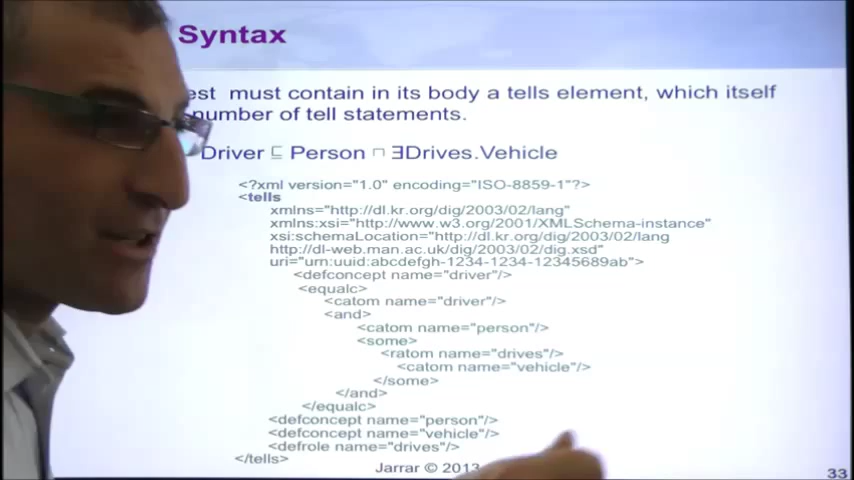 Syntax
est must contain in its body a tells element, which itself
number of tell statements.
Driver ⊑ Person ⊓ ∃Drives.Vehicle
<?xml version="1.0" encoding="ISO-8859-1"?>
<tells
xmlns="http://dl.kr.org/dig/2003/02/lang"
xmlns:xsi="http://www.w3.org/2001/XMLSchema-instance"
xsi:schemaLocation="http://dl.kr.org/dig/2003/02/lang
http://dl-web.man.ac.uk/dig/2003/02/dig.xsd"
uri="urn:uuid:abcdefgh-1234-1234-12345689ab">
<defconcept name="driver"/>
<equalc>
<catom name="driver"/>
<and>
<catom name="person"/>
<some>
<ratom name="drives"/>
<catom name="vehicle"/>
</some>
</and>
</equalc>
<defconcept name="person"/>
<defconcept name="vehicle"/>
<defrole name="drives"/>
</tells>
Jarrar © 2013
33